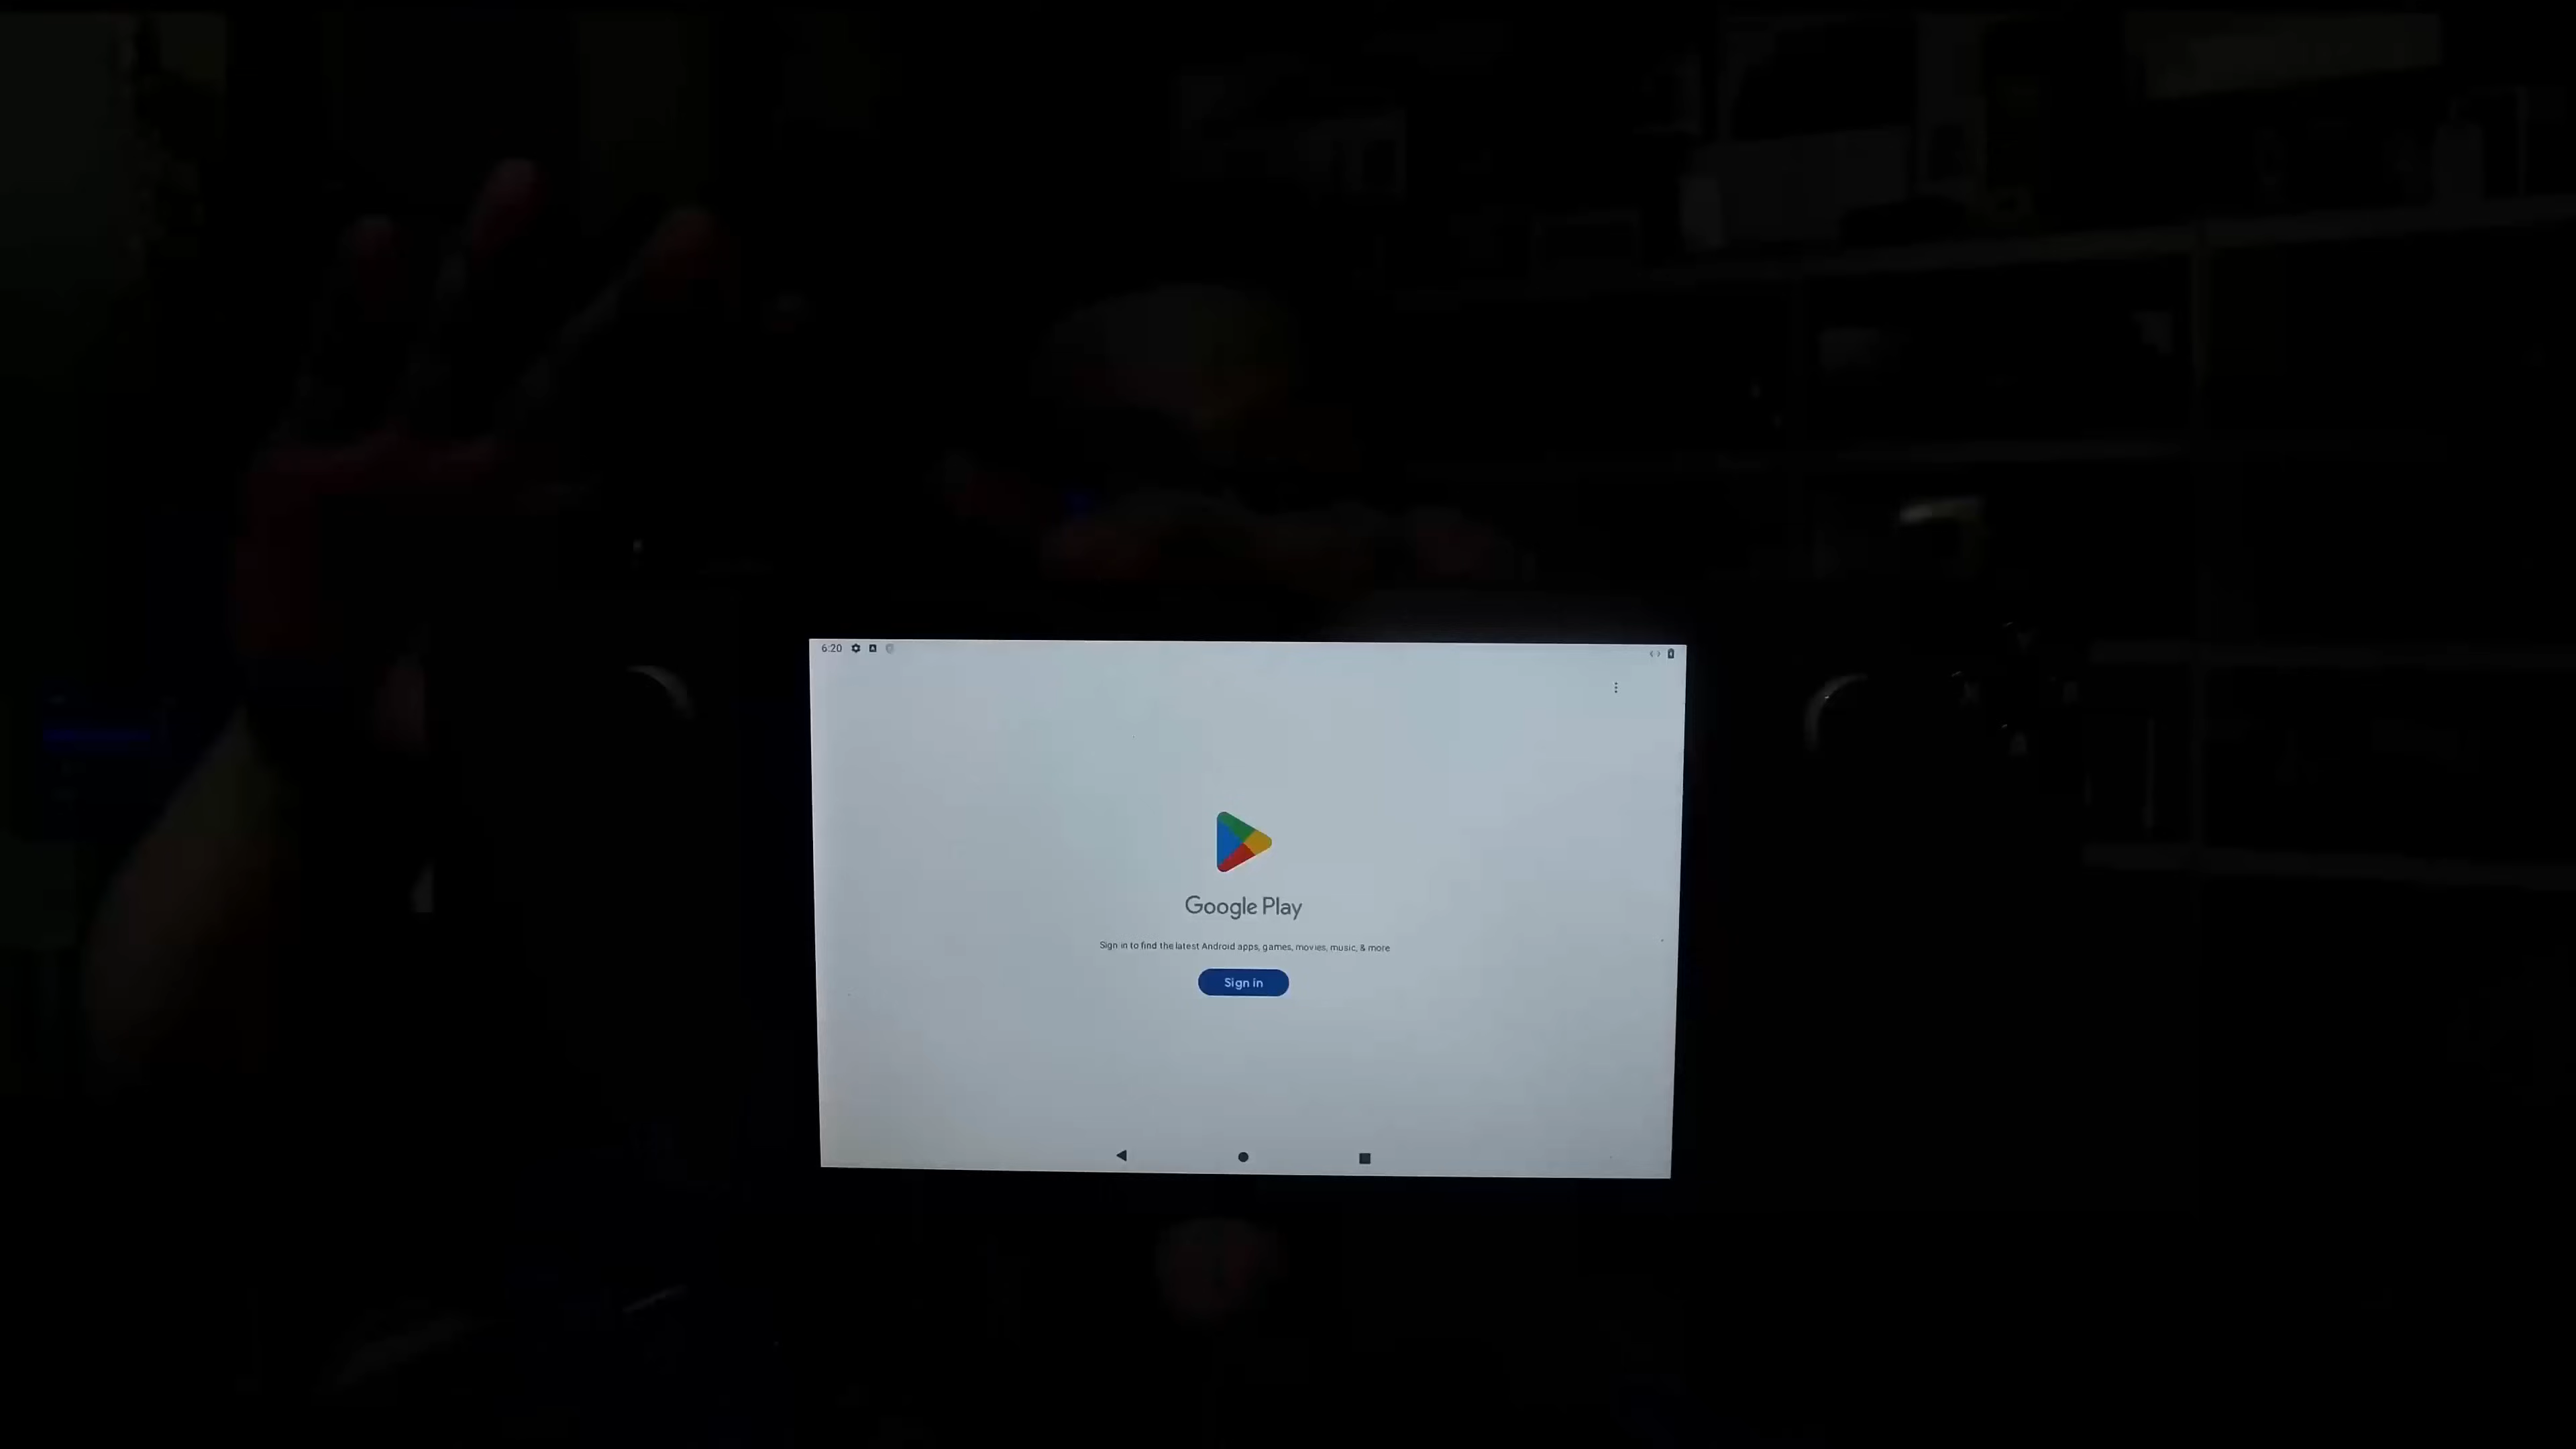 6:20
Google Play
Sign in to find the latest Android apps, games, movies, music, & more
Sign in